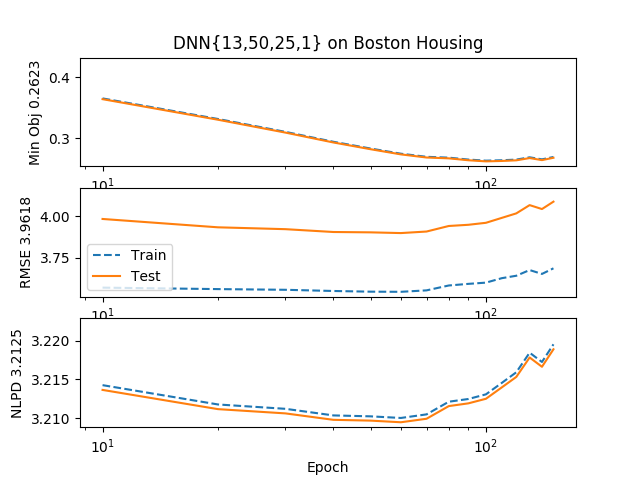 DNN{13,50,25,1} on Boston Housing
Min Obj 0.2623
0.4
0.3
10¹
10²
RMSE 3.9618
4.00
3.75
Train
Test
10¹
10²
NLPD 3.2125
3.220
3.215
3.210
10¹
10²
Epoch